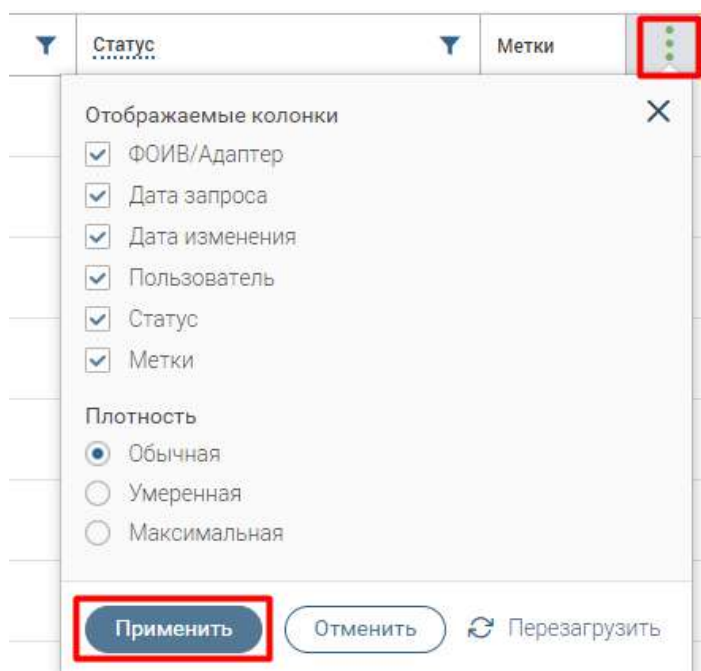 Статус Метки
Отображаемые колонки
ФОИВ/Адаптер
Дата запроса
Дата изменения
Пользователь
Статус
Метки
Плотность
Обычная
Умеренная
Максимальная
Применить Отменить Перезагрузить